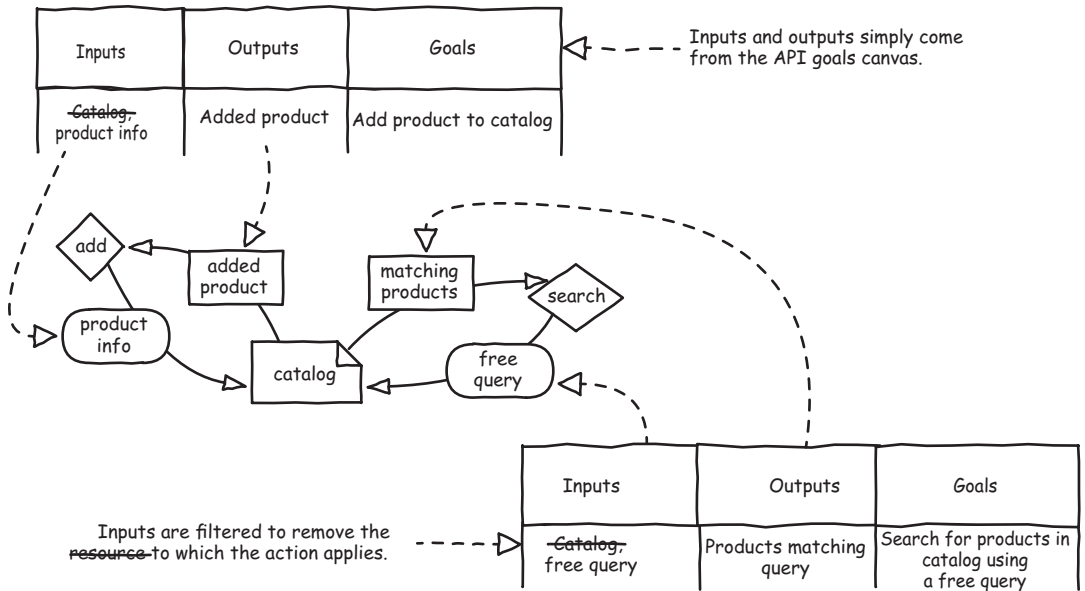 Inputs
Outputs
Goals
Inputs and outputs simply come
from the API goals canvas.
Catalog,
product info
Added product
Add product to catalog
add
added
product
matching
products
search
product
info
catalog
free
query
Inputs
Outputs
Goals
Inputs are filtered to remove the
resource to which the action applies.
Catalog,
free query
Products matching
query
Search for products in
catalog using
a free query